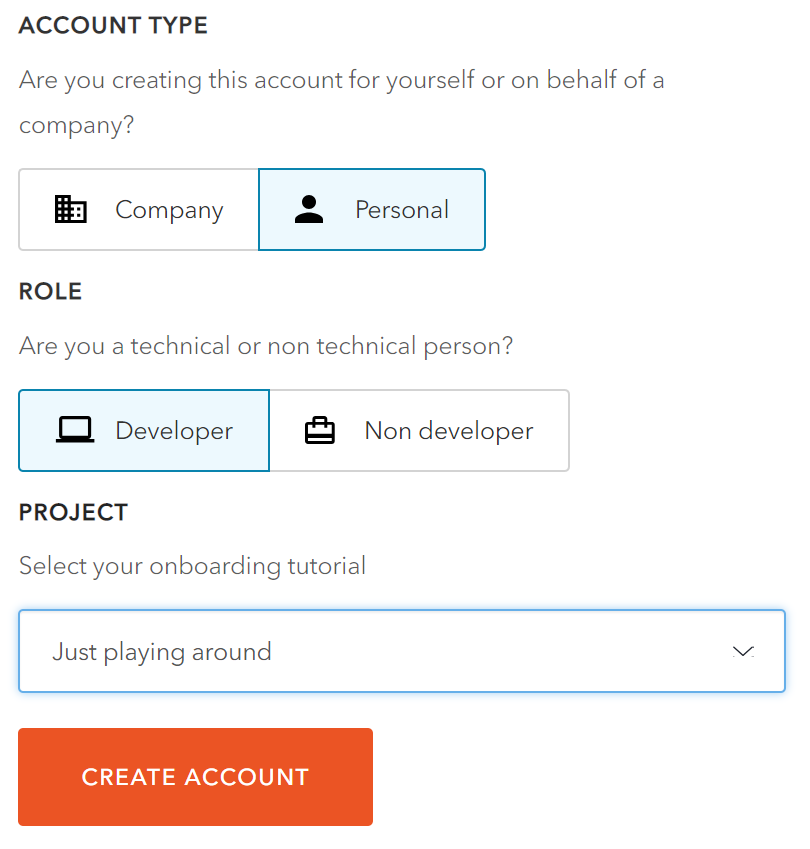 ACCOUNT TYPE
Are you creating this account for yourself or on behalf of a
company?
Company Personal
ROLE
Are you a technical or non technical person?
Developer Non developer
PROJECT
Select your onboarding tutorial
Just playing around
CREATE ACCOUNT